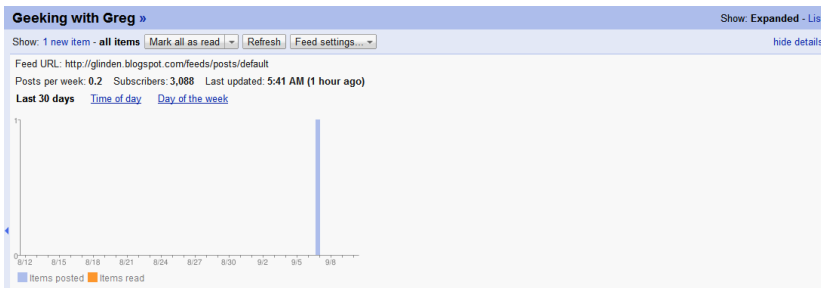 Geeking with Greg »
Show: Expanded - Lis
Show: 1 new item - all items Mark all as read Refresh Feed settings...
hide details
Feed URL: http://glinden.blogspot.com/feeds/posts/default
Posts per week: 0.2 Subscribers: 3,088 Last updated: 5:41 AM (1 hour ago)
Last 30 days Time of day Day of the week
1
0
8/12 8/15 8/18 8/21 8/24 8/27 8/30 9/2 9/5 9/8
Items posted Items read